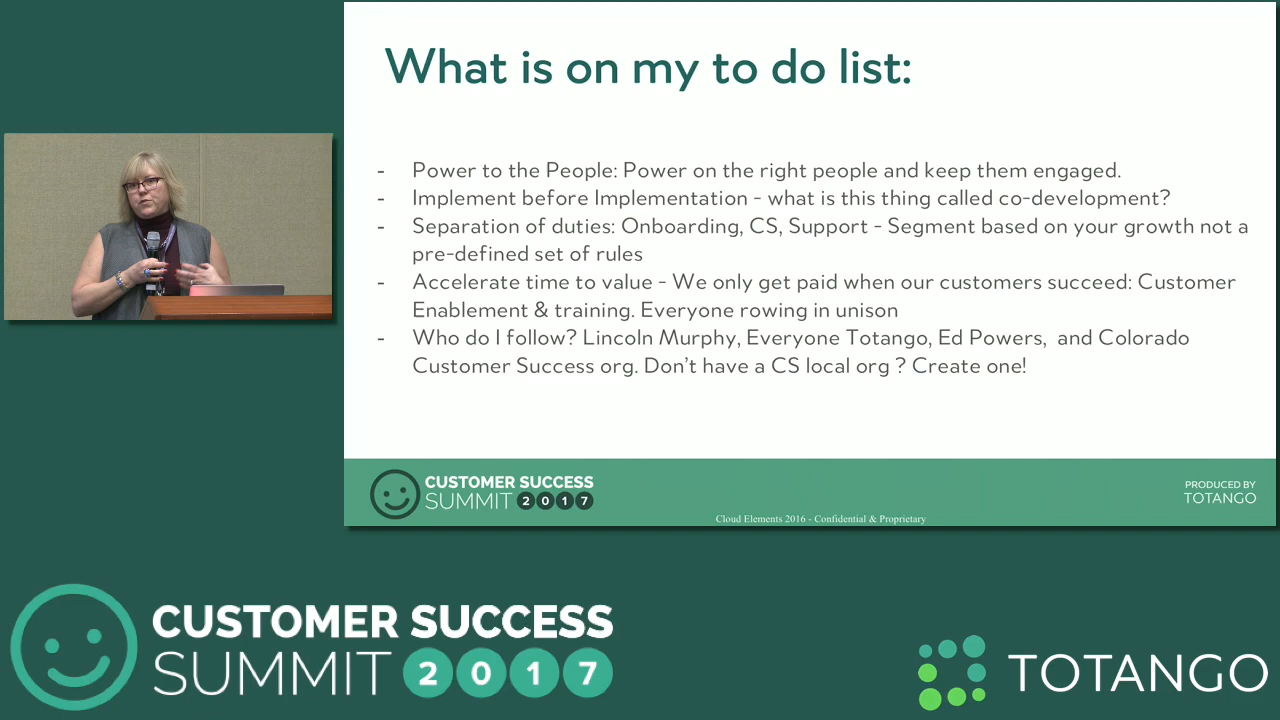 What is on my to do list:
- Power to the People: Power on the right people and keep them engaged.
- Implement before Implementation - what is this thing called co-development?
- Separation of duties: Onboarding, CS, Support - Segment based on your growth not a
pre-defined set of rules
- Accelerate time to value - We only get paid when our customers succeed: Customer
Enablement & training. Everyone rowing in unison
- Who do I follow? Lincoln Murphy, Everyone Totango, Ed Powers,  and Colorado
Customer Success org. Don't have a CS local org ? Create one!
CUSTOMER SUCCESS
SUMMIT 2017
PRODUCED BY
TOTANGO
Cloud Elements 2016 - Confidential & Proprietary
CUSTOMER SUCCESS
SUMMIT 2017
TOTANGO